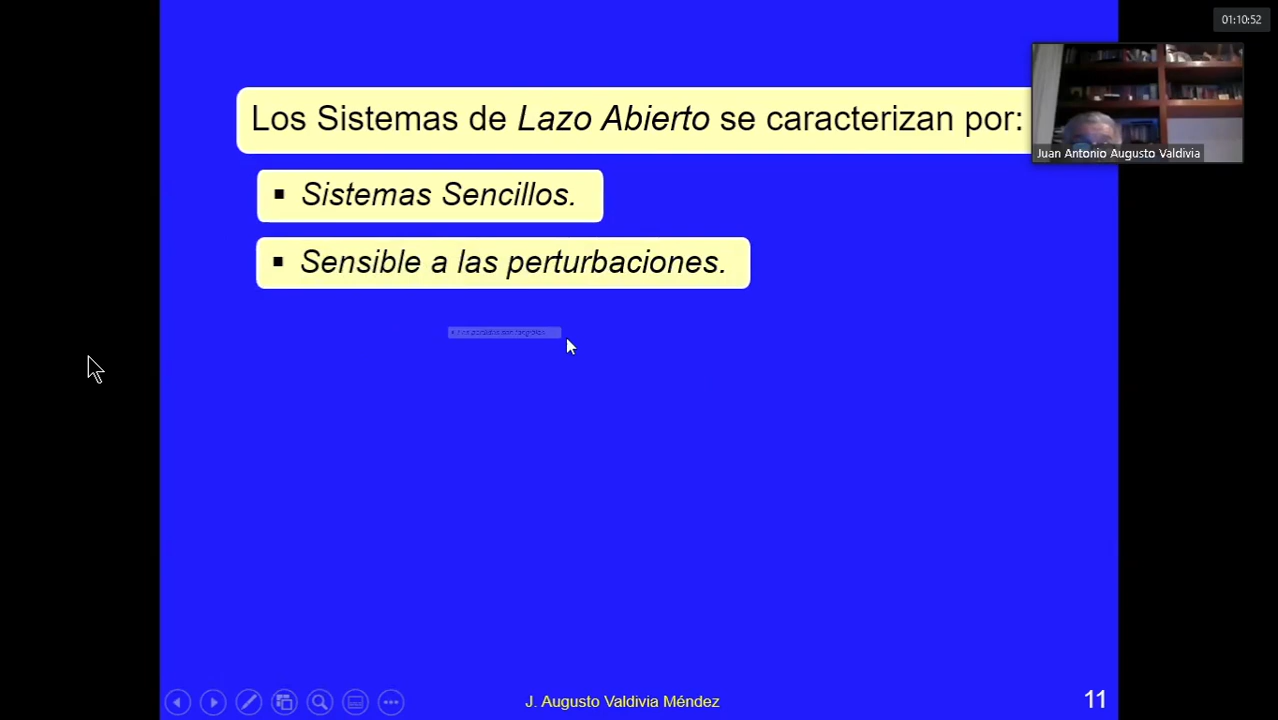 01:10:52
Los Sistemas de Lazo Abierto se caracterizan por:
Juan Antonio Augusto Valdivia
▪ Sistemas Sencillos.
▪ Sensible a las perturbaciones.
J. Augusto Valdivia Méndez
11